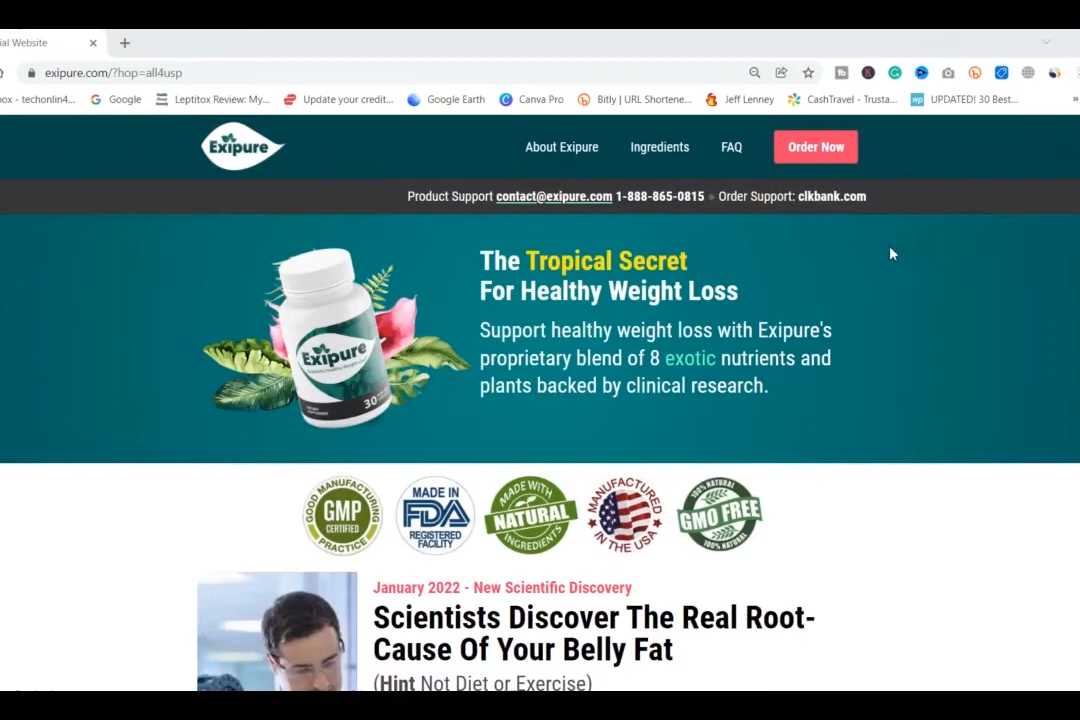 ial Website
exipure.com/?hop=all4usp
ox - techonlin4...
Google
Leptitox Review: My...
Update your credit...
Google Earth
Canva Pro
Bitly | URL Shortene...
Jeff Lenney
CashTravel - Trusta...
UPDATED! 30 Best...
Exipure
About Exipure
Ingredients
FAQ
Order Now
Product Support contact@exipure.com 1-888-865-0815 Order Support: clkbank.com
The Tropical Secret
For Healthy Weight Loss
Support healthy weight loss with Exipure's
proprietary blend of 8 exotic nutrients and
plants backed by clinical research.
Exipure
30
GOOD MANUFACTURING
GMP
CERTIFIED
PRACTICE
MADE IN
FDA
REGISTERED
FACILITY
MADE WITH
NATURAL
INGREDIENTS
MANUFACTURED
IN THE USA
100% NATURAL
GMO FREE
100% NATURAL
January 2022 - New Scientific Discovery
Scientists Discover The Real Root-
Cause Of Your Belly Fat
(Hint Not Diet or Exercise)